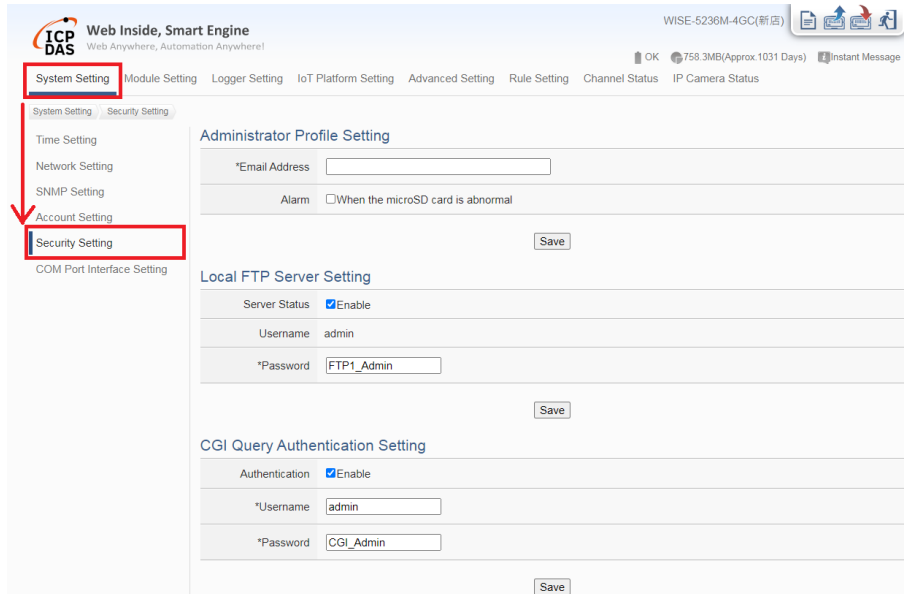 WISE-5236M-4GC(新店)
ICP DAS
Web Inside, Smart Engine
Web Anywhere, Automation Anywhere!
OK 758.3MB(Approx.1031 Days) Instant Message
System Setting Module Setting Logger Setting IoT Platform Setting Advanced Setting Rule Setting Channel Status IP Camera Status
System Setting Security Setting
Time Setting
Network Setting
SNMP Setting
Account Setting
Security Setting
COM Port Interface Setting
Administrator Profile Setting
*Email Address
Alarm When the microSD card is abnormal
Save
Local FTP Server Setting
Server Status Enable
Username admin
*Password FTP1_Admin
Save
CGI Query Authentication Setting
Authentication Enable
*Username admin
*Password CGI_Admin
Save